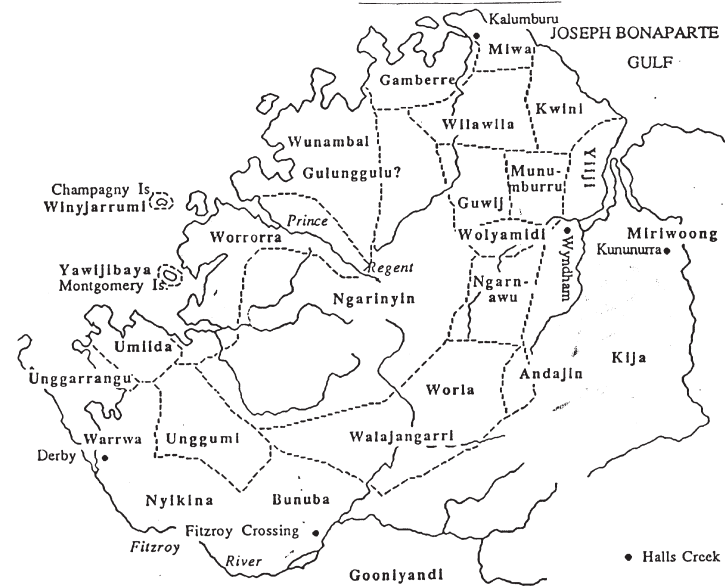 Kalumburu
JOSEPH BONAPARTE
GULF
Miwa
Gamberre
Kwini
Wilawila
Wunambal
Gulunggulu?
Yiiji
Munu-
mburru
Champagny Is
Winyjarrumi
Guwij
Prince
Worrorra
Wolyamidi
Wyndham
Miriwoong
Kununurra
Yawijibaya
Montgomery Is
Regent
Ngarinyin
Ngarn-
awu
Umiida
Unggarrangu
Andajin
Kija
Worla
Warrwa
Unggumi
Walajangarri
Derby
Nyikina
Bunuba
Fitzroy Crossing
Fitzroy
River
Gooniyandi
Halls Creek